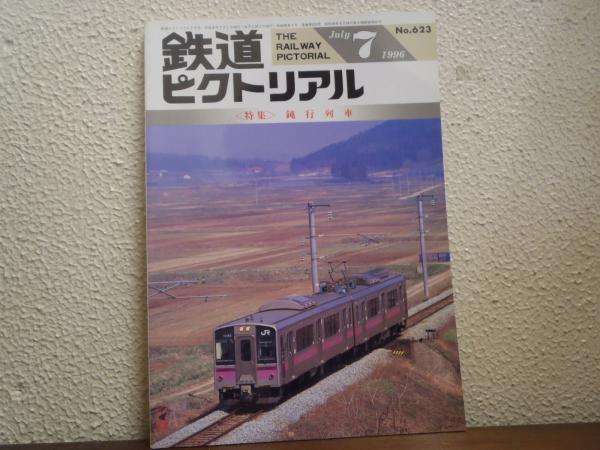 鉄道
ピクトリアル
THE
RAILWAY
PICTORIAL
July
7
1996
No.623
<特集> 鈍行列車
JR